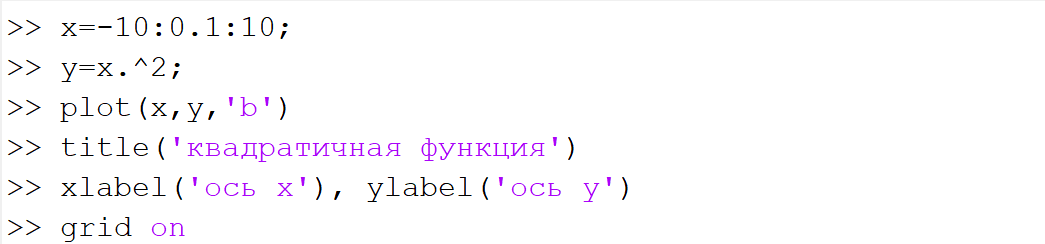 >> x=-10:0.1:10;
>> y=x.^2;
>> plot(x,y,'b')
>> title('квадратичная функция')
>> xlabel('ось x'), ylabel('ось y')
>> grid on